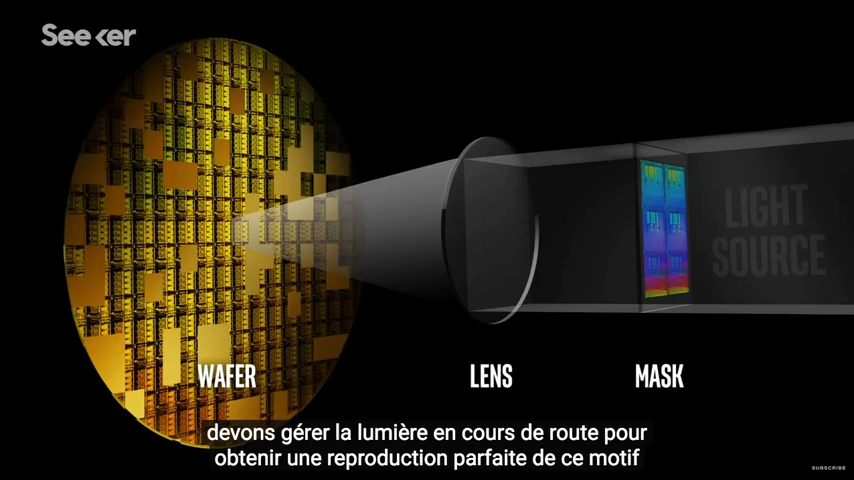 Seeker
LIGHT
SOURCE
WAFER
LENS
MASK
devons gérer la lumière en cours de route pour
obtenir une reproduction parfaite de ce motif
SUBSCRIBE